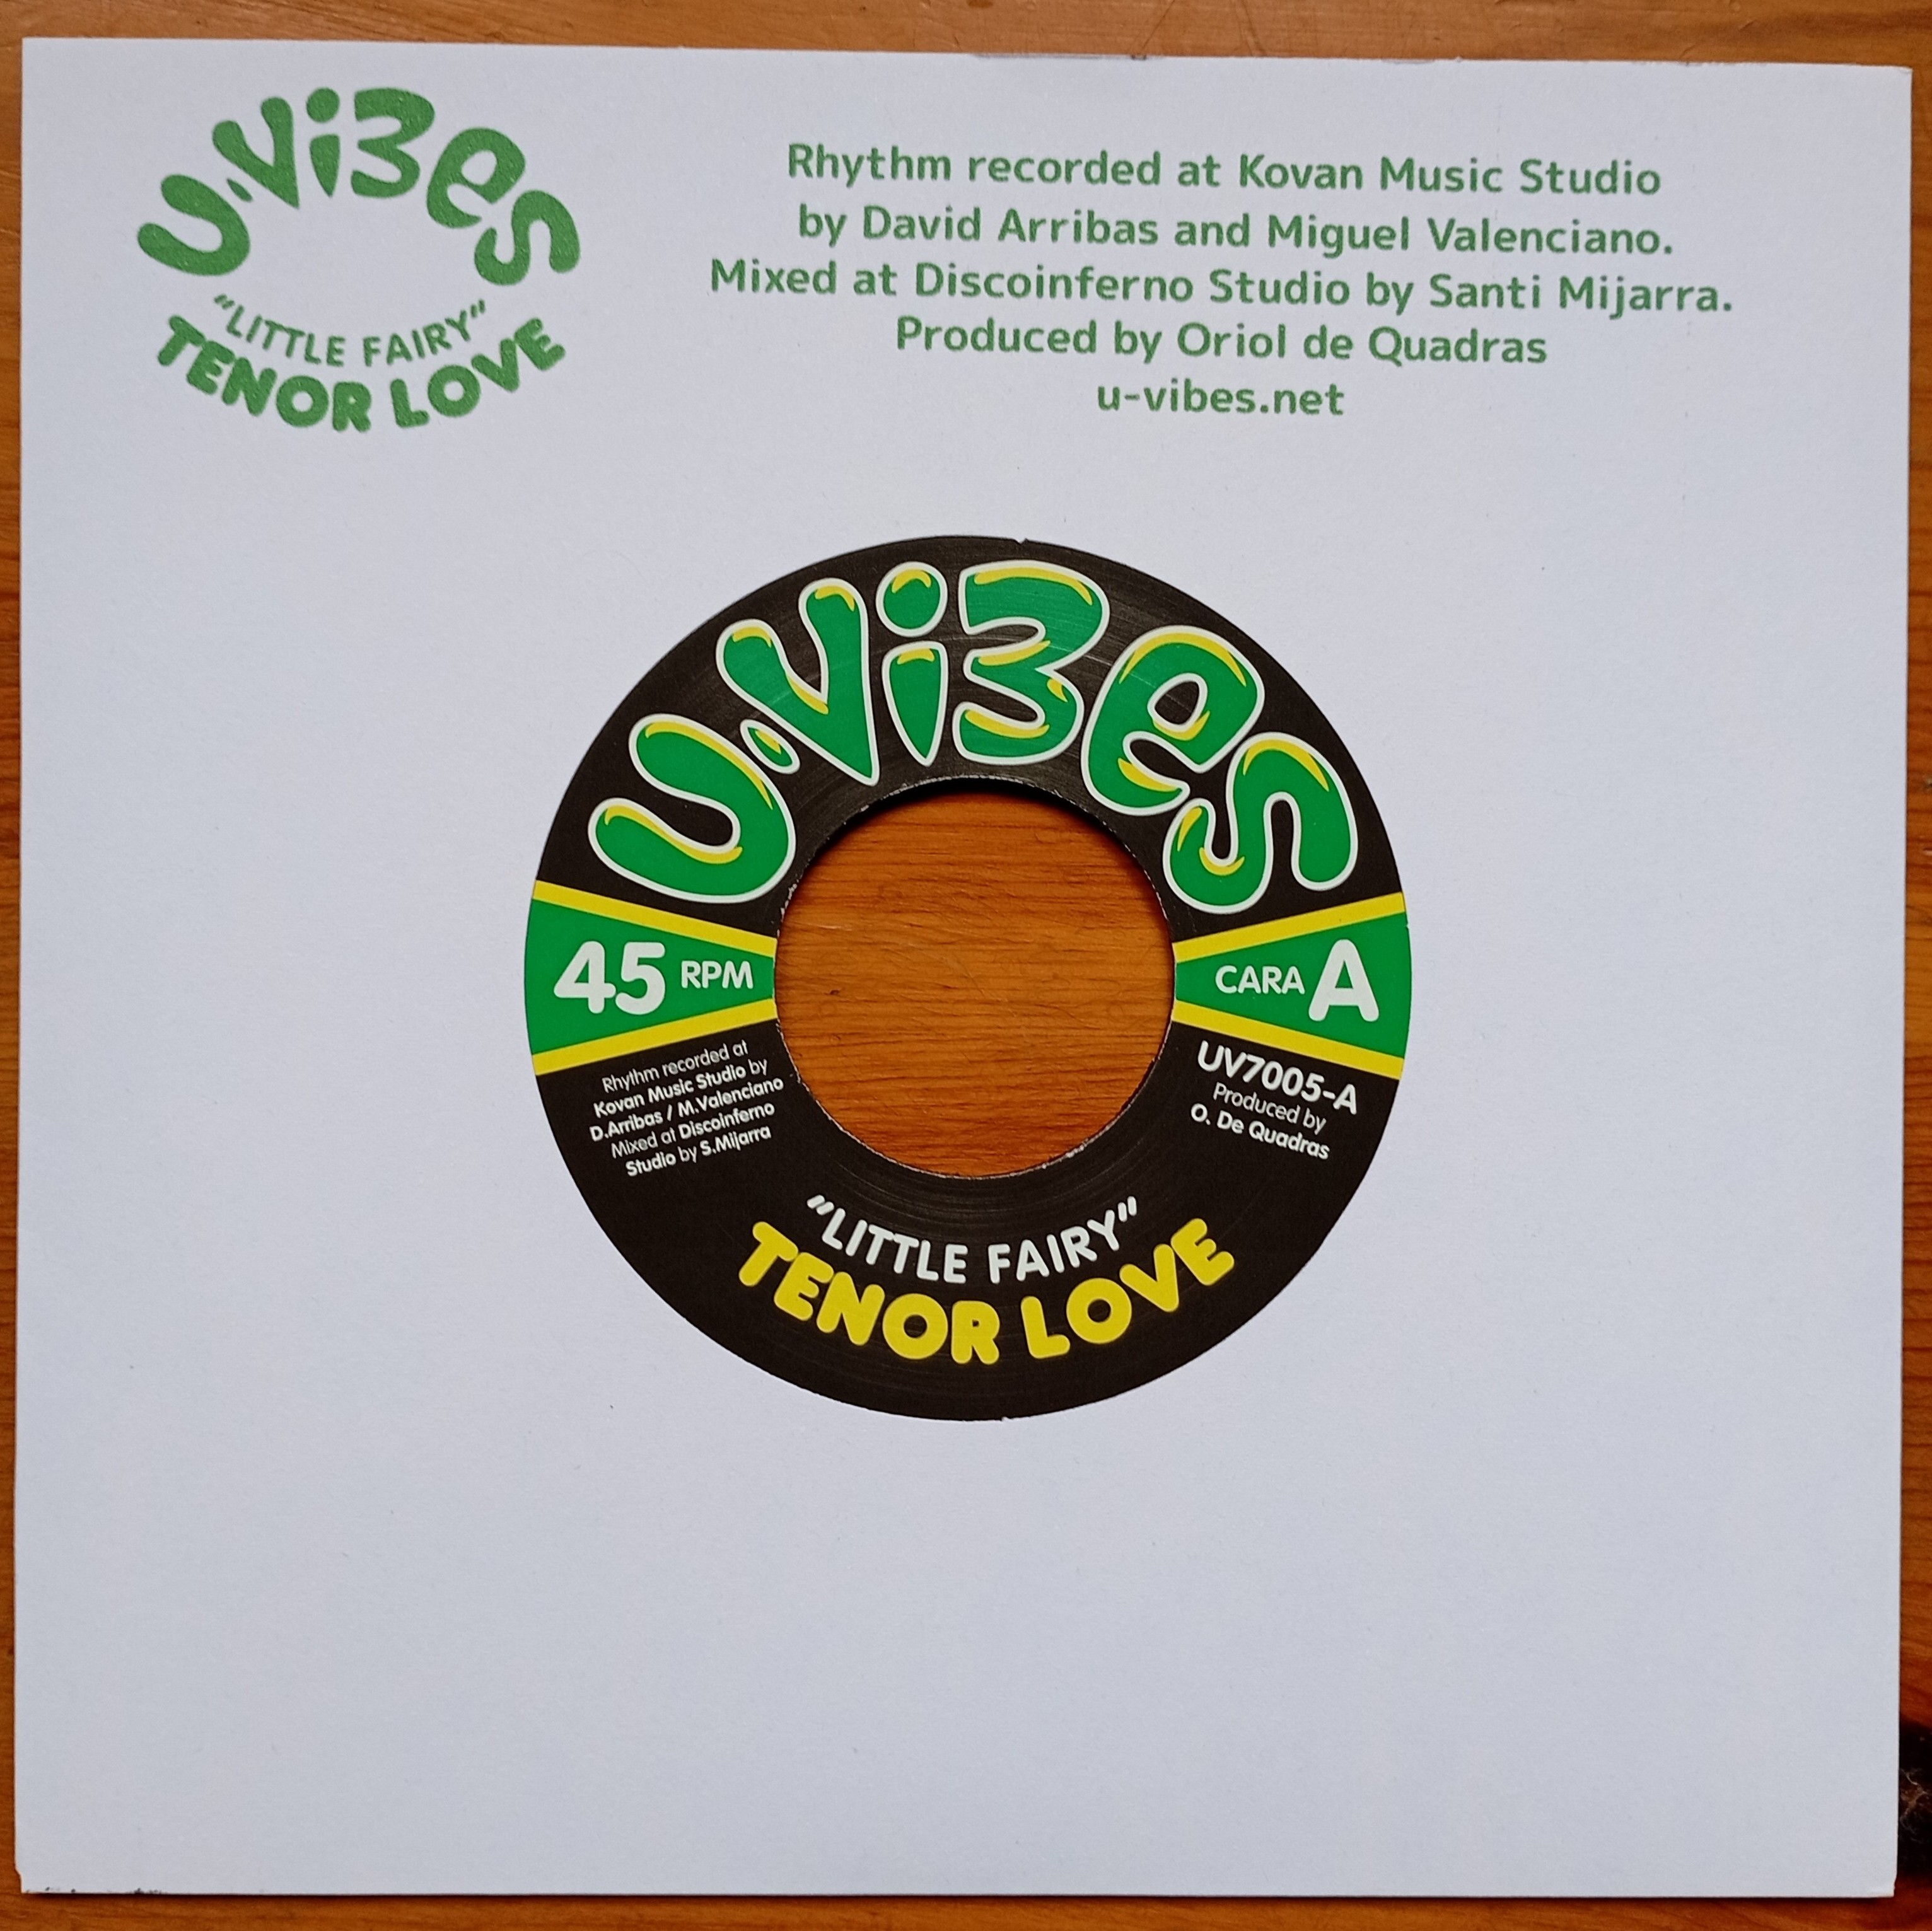 U-ViBeS
"LITTLE FAIRY"
TENOR LOVE
Rhythm recorded at Kovan Music Studio
by David Arribas and Miguel Valenciano.
Mixed at Discoinferno Studio by Santi Mijarra.
Produced by Oriol de Quadras
u-vibes.net
U-ViBeS
45 RPM
CARA A
Rhythm recorded at
Kovan Music Studio by
D.Arribas / M.Valenciano
Mixed at Discoinferno
Studio by S.Mijarra
UV7005-A
Produced by
O. De Quadras
"LITTLE FAIRY"
TENOR LOVE